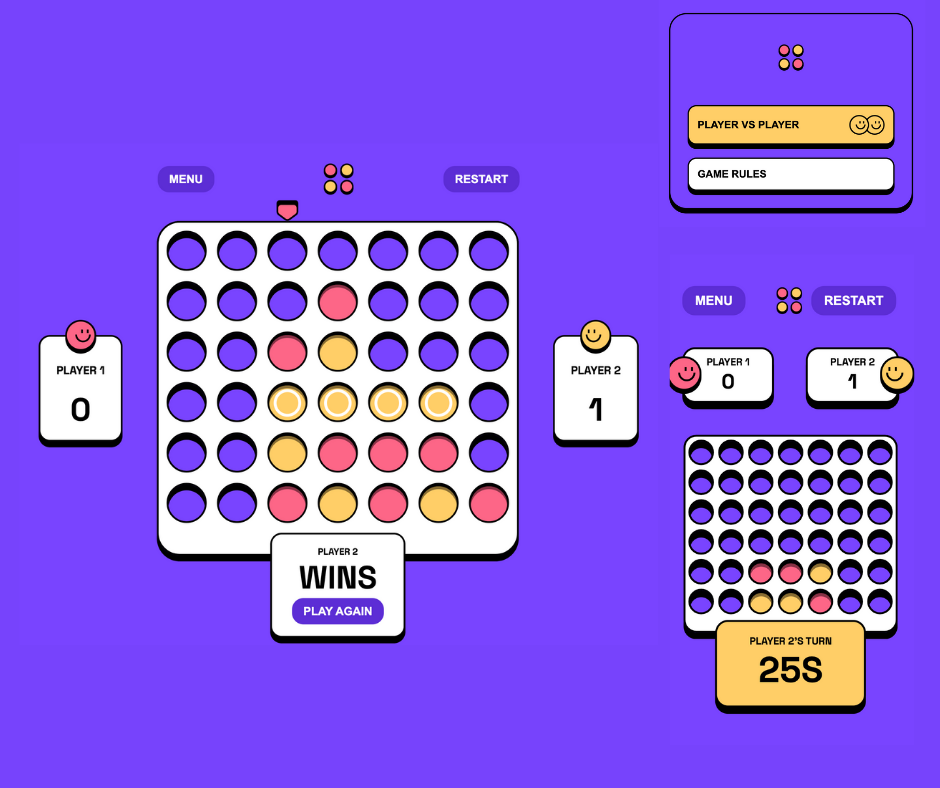 MENU
RESTART
PLAYER 1
0
PLAYER 2
1
PLAYER 2
WINS
PLAY AGAIN
PLAYER VS PLAYER
GAME RULES
MENU
RESTART
PLAYER 1
0
PLAYER 2
1
PLAYER 2'S TURN
25S